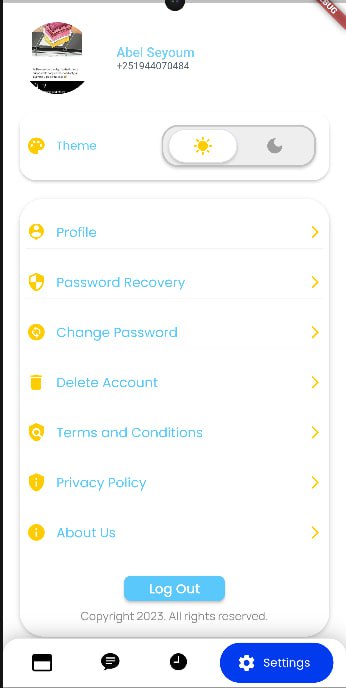 BUG
Abel Seyoum
+251944070484
Theme
Profile
Password Recovery
Change Password
Delete Account
Terms and Conditions
Privacy Policy
About Us
Log Out
Copyright 2023. All rights reserved.
Settings